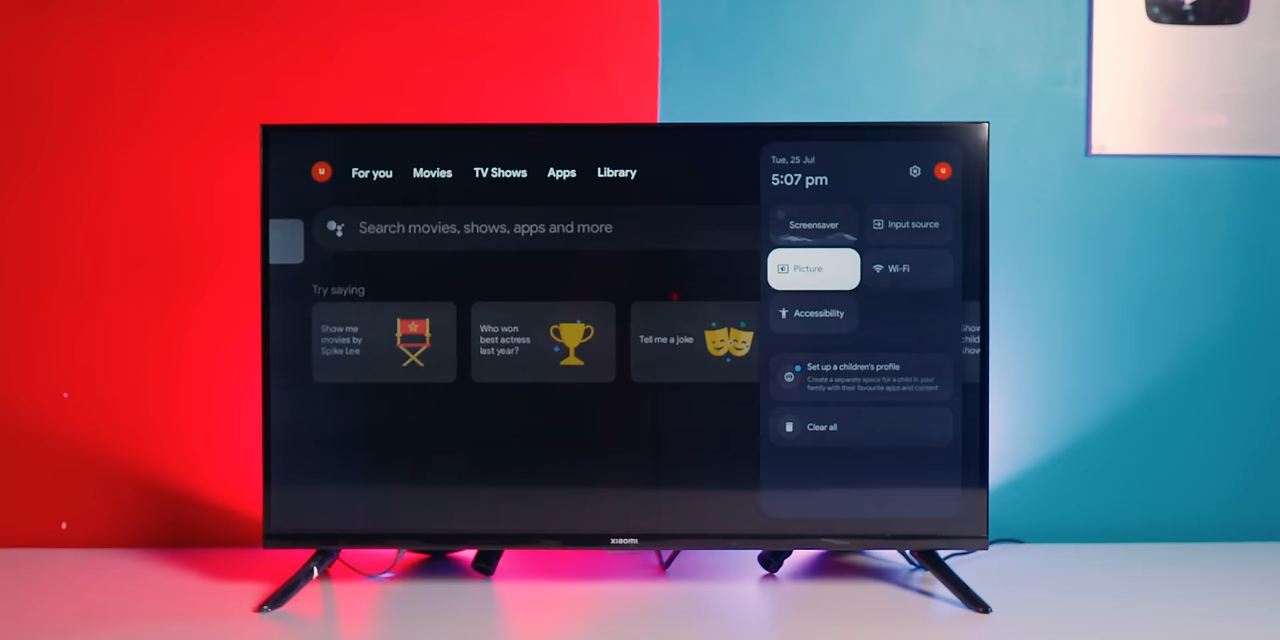 u
For you
Movies
TV Shows
Apps
Library
Search movies, shows, apps and more
Try saying
Show me
movies by
Spike Lee
Who won
best actress
last year?
Tell me a joke
Show
child
show
Tue, 25 Jul
5:07 pm
u
Screensaver
Input source
Picture
Wi-Fi
Accessibility
Set up a children's profile
Create a separate space for a child in your
family with their favourite apps and content
Clear all
xiaomi